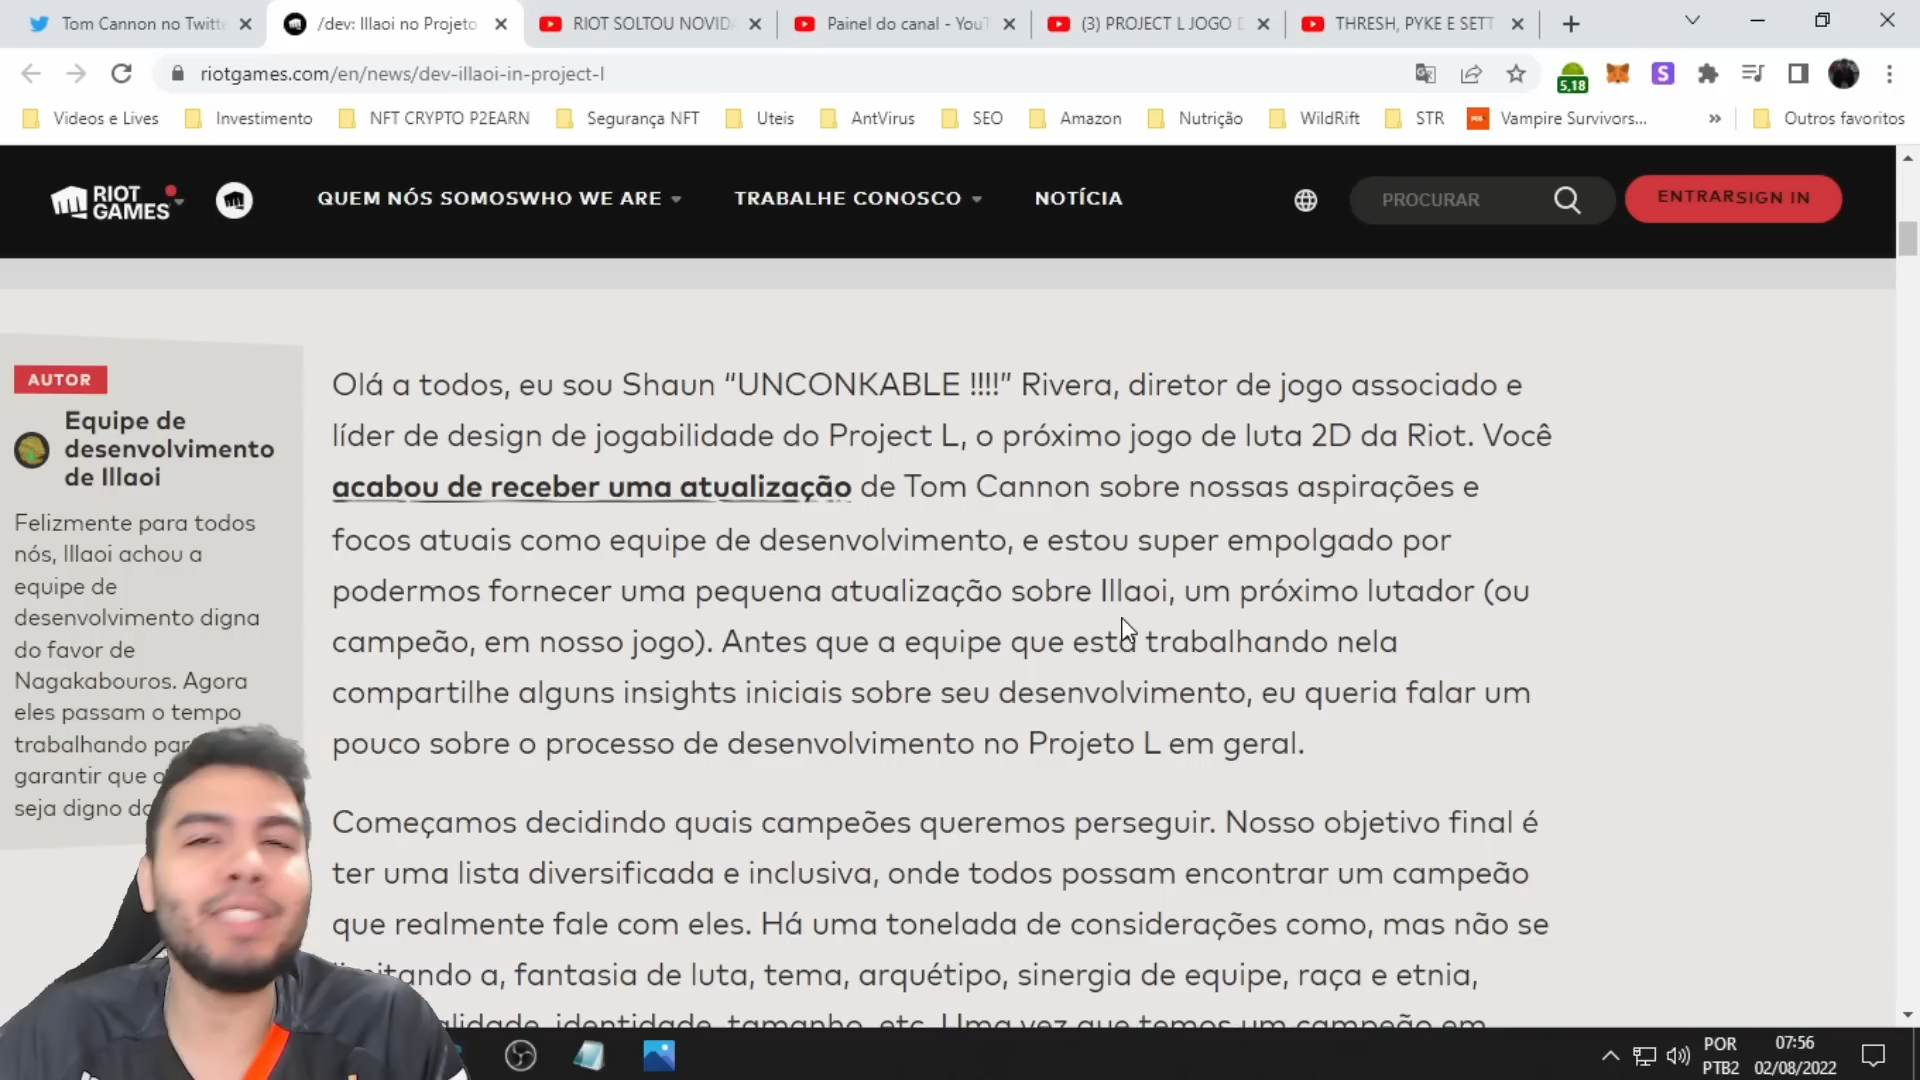 Tom Cannon no Twitte
/dev: Illaoi no Projeto
RIOT SOLTOU NOVID
Painel do canal - YouT
(3) PROJECT L JOGO D
THRESH, PYKE E SETT
riotgames.com/en/news/dev-illaoi-in-project-l
5,18
S
Videos e Lives
Investimento
NFT CRYPTO P2EARN
Segurança NFT
Uteis
AntVirus
SEO
Amazon
Nutrição
WildRift
STR
Vampire Survivors...
»
Outros favoritos
RIOT
GAMES
QUEM NÓS SOMOSWHO WE ARE
TRABALHE CONOSCO
NOTÍCIA
PROCURAR
ENTRARSIGN IN
AUTOR
Equipe de
desenvolvimento
de Illaoi
Felizmente para todos
nós, Illaoi achou a
equipe de
desenvolvimento digna
do favor de
Nagakabouros. Agora
eles passam o tempo
trabalhando par
garantir que o
seja digno do
Olá a todos, eu sou Shaun “UNCONKABLE !!!!” Rivera, diretor de jogo associado e
líder de design de jogabilidade do Project L, o próximo jogo de luta 2D da Riot. Você
acabou de receber uma atualização de Tom Cannon sobre nossas aspirações e
focos atuais como equipe de desenvolvimento, e estou super empolgado por
podermos fornecer uma pequena atualização sobre Illaoi, um próximo lutador (ou
campeão, em nosso jogo). Antes que a equipe que está trabalhando nela
compartilhe alguns insights iniciais sobre seu desenvolvimento, eu queria falar um
pouco sobre o processo de desenvolvimento no Projeto L em geral.
Começamos decidindo quais campeões queremos perseguir. Nosso objetivo final é
ter uma lista diversificada e inclusiva, onde todos possam encontrar um campeão
que realmente fale com eles. Há uma tonelada de considerações como, mas não se
limitando a, fantasia de luta, tema, arquétipo, sinergia de equipe, raça e etnia,
alidade, identidade, tamanho, etc. Uma vez que temos um campeão em
POR
PTB2
07:56
02/08/2022